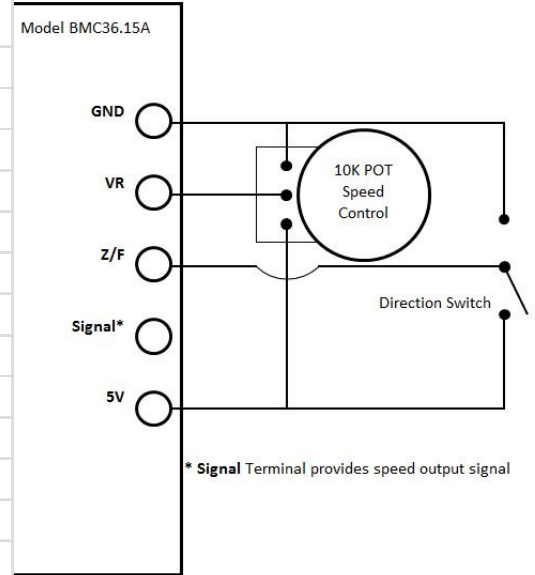 Model BMC36.15A
GND
VR
10K POT
Speed
Control
Z/F
Direction Switch
Signal*
5V
* Signal Terminal provides speed output signal